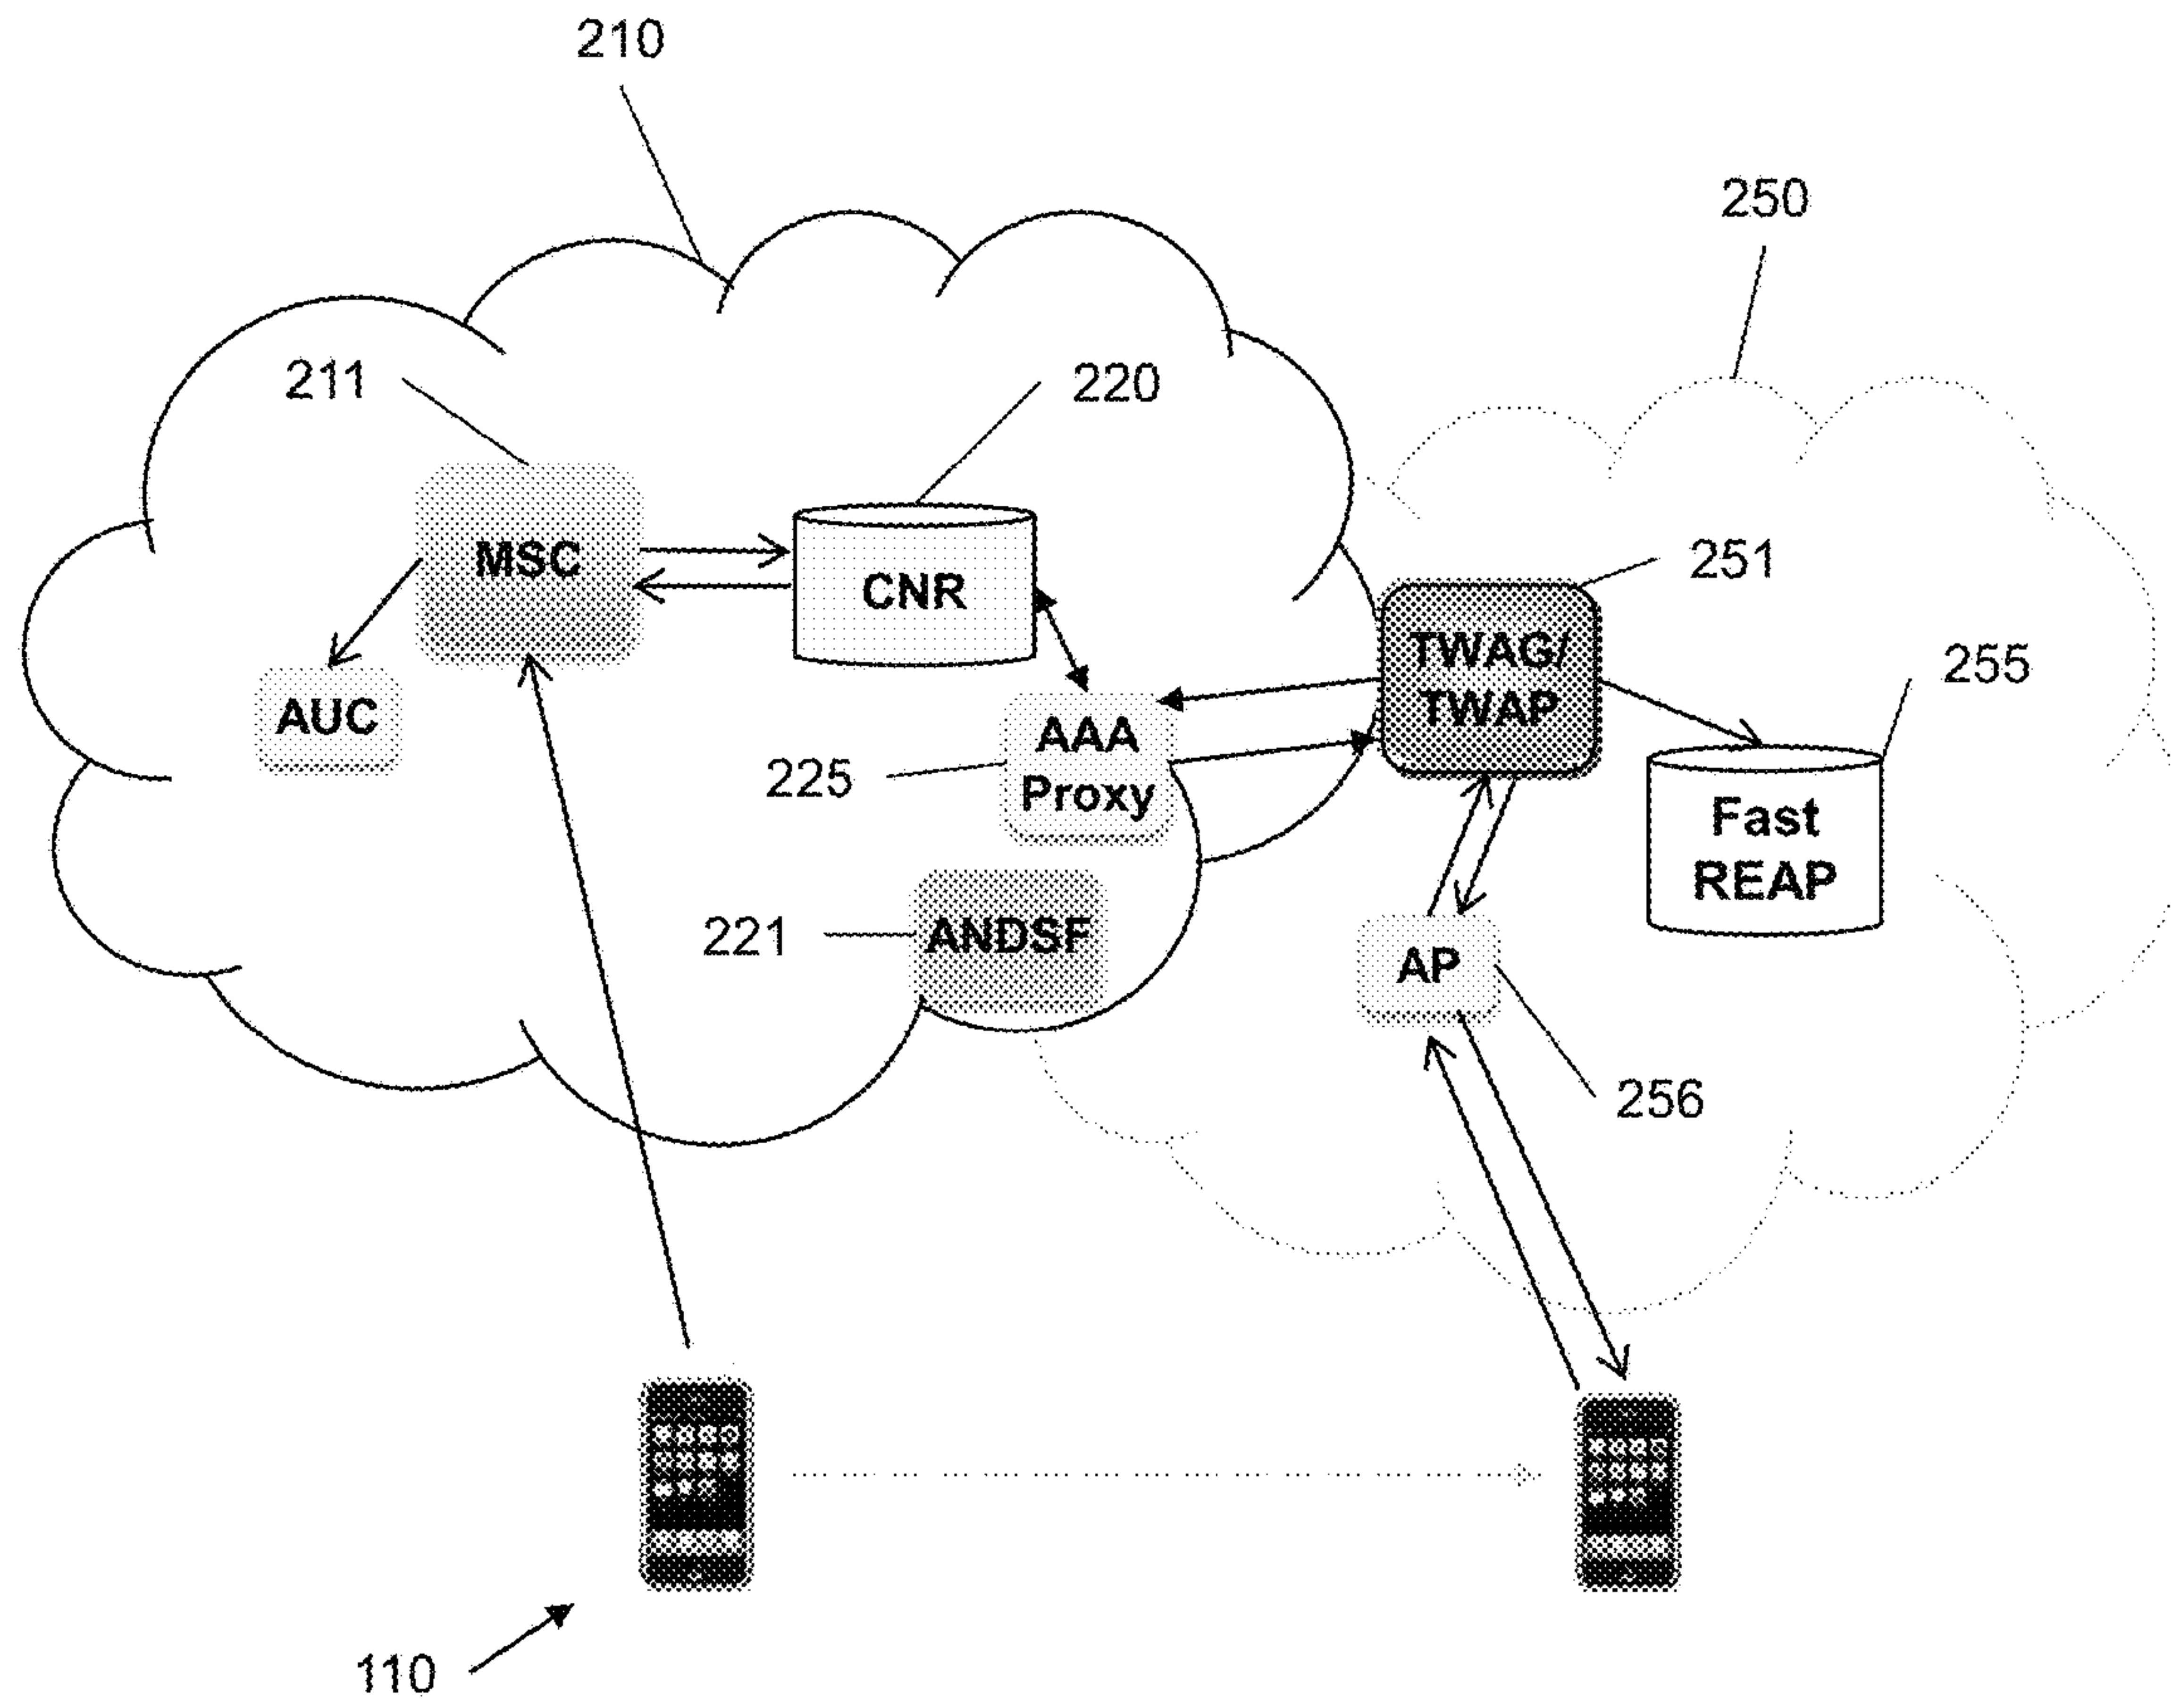 210
250
211
220
MSC
CNR
251
TWAG/
TWAP
255
AUC
AAA
Proxy
225
Fast
REAP
221
ANDSF
AP
256
110